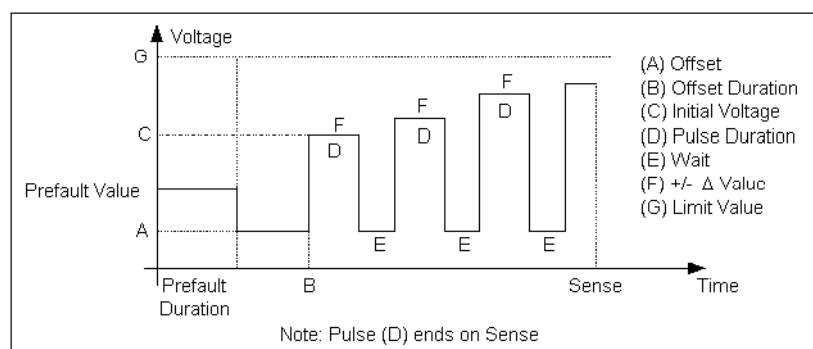 Voltage
G
C
Prefault Value
A
F
D
F
D
F
D
E
E
E
Prefault
Duration
B
Sense
Time
Note: Pulse (D) ends on Sense
(A) Offset
(B) Offset Duration
(C) Initial Voltage
(D) Pulse Duration
(E) Wait
(F) +/- Δ Value
(G) Limit Value